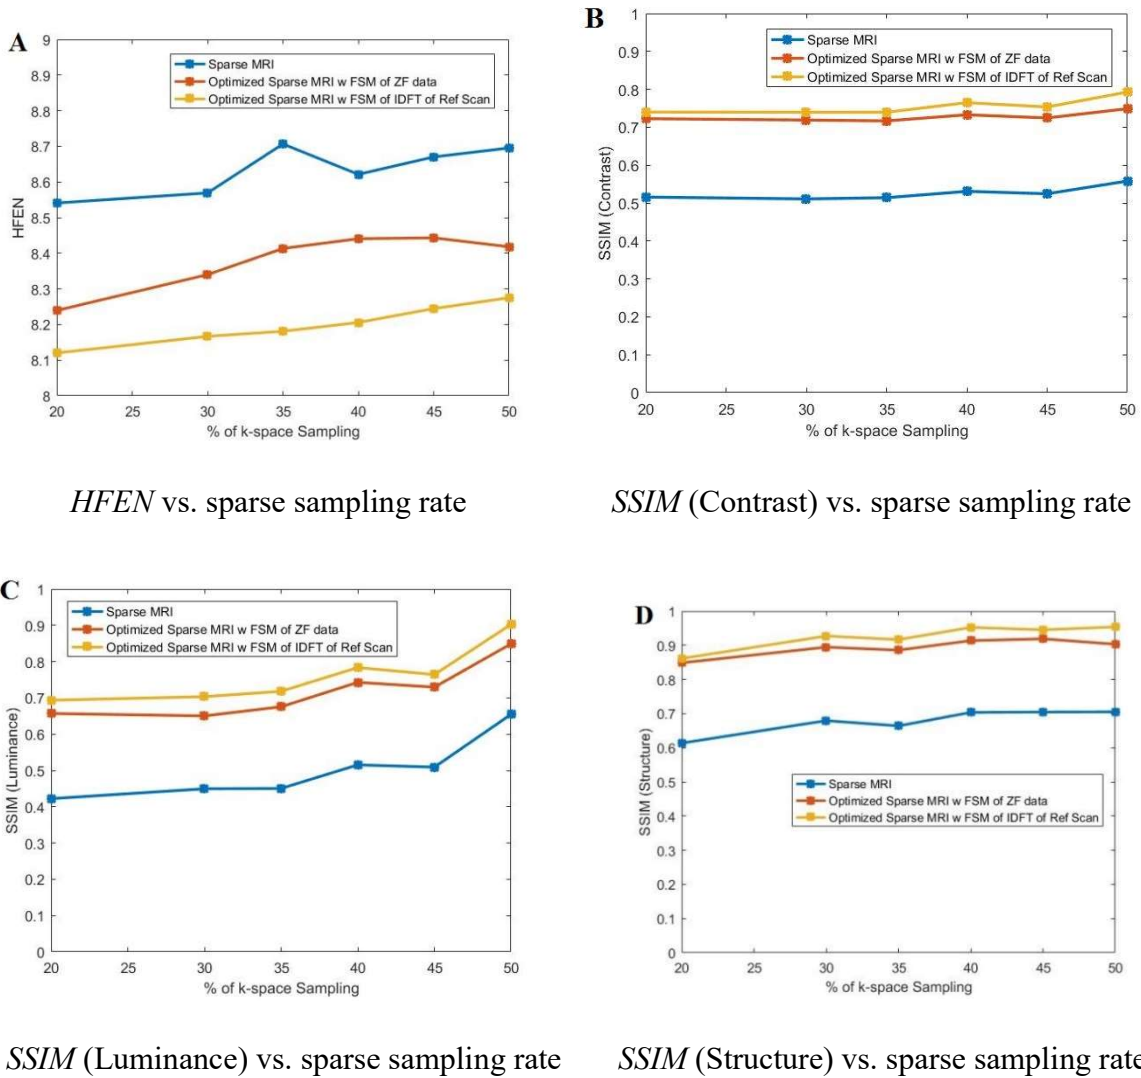 A
9
8.9
8.8
8.7
8.6
8.5
8.4
8.3
8.2
8.1
8
HFEN
Sparse MRI
Optimized Sparse MRI w FSM of ZF data
Optimized Sparse MRI w FSM of IDFT of Ref Scan
20 25 30 35 40 45 50
% of k-space Sampling
HFEN vs. sparse sampling rate
B
1
0.9
0.8
0.7
0.6
0.5
0.4
0.3
0.2
0.1
0
SSIM (Contrast)
Sparse MRI
Optimized Sparse MRI w FSM of ZF data
Optimized Sparse MRI w FSM of IDFT of Ref Scan
20 25 30 35 40 45 50
% of k-space Sampling
SSIM (Contrast) vs. sparse sampling rate
C
1
0.9
0.8
0.7
0.6
0.5
0.4
0.3
0.2
0.1
0
SSIM (Luminance)
Sparse MRI
Optimized Sparse MRI w FSM of ZF data
Optimized Sparse MRI w FSM of IDFT of Ref Scan
20 25 30 35 40 45 50
% of k-space Sampling
SSIM (Luminance) vs. sparse sampling rate
D
1
0.9
0.8
0.7
0.6
0.5
0.4
0.3
0.2
0.1
0
SSIM (Structure)
Sparse MRI
Optimized Sparse MRI w FSM of ZF data
Optimized Sparse MRI w FSM of IDFT of Ref Scan
20 25 30 35 40 45 50
% of k-space Sampling
SSIM (Structure) vs. sparse sampling rate